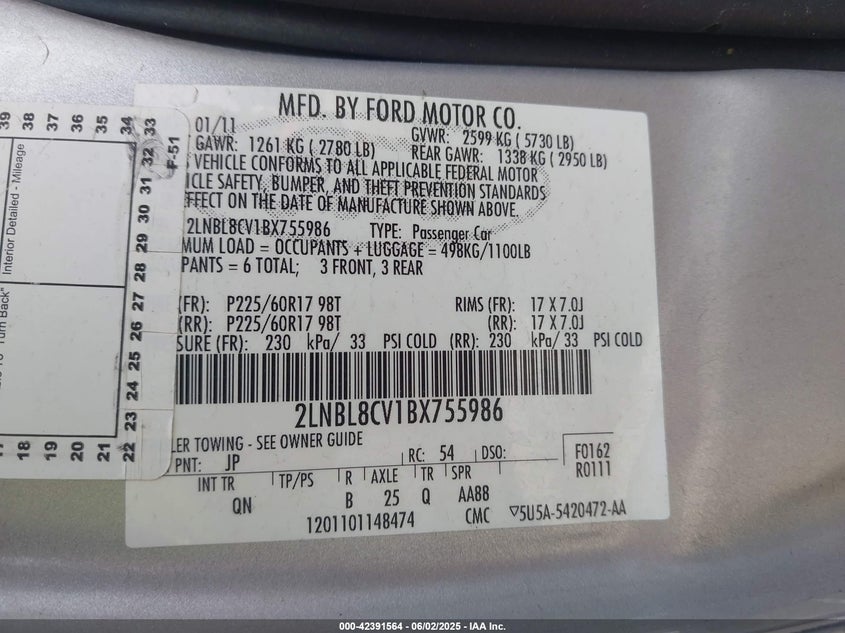 MFD. BY FORD MOTOR CO.
01/11
GVWR: 2599 KG ( 5730 LB)
GAWR: 1261 KG ( 2780 LB)
REAR GAWR: 1338 KG ( 2950 LB)
VEHICLE CONFORMS TO ALL APPLICABLE FEDERAL MOTOR
ICLE SAFETY, BUMPER, AND THEFT PREVENTION STANDARDS
EFFECT ON THE DATE OF MANUFACTURE SHOWN ABOVE.
2LNBL8CV1BX755986 TYPE: Passenger Car
MUM LOAD = OCCUPANTS + LUGGAGE = 498KG/1100LB
PANTS = 6 TOTAL; 3 FRONT, 3 REAR
(FR): P225/60R17 98T RIMS (FR): 17 X 7.0J
(RR): P225/60R17 98T (RR): 17 X 7.0J
SURE (FR): 230 kPa/ 33 PSI COLD (RR): 230 kPa/ 33 PSI COLD
2LNBL8CV1BX755986
LER TOWING - SEE OWNER GUIDE
PNT: JP RC: 54 DSO: F0162
R0111
INT TR TP/PS R AXLE TR SPR
QN B 25 Q AA88
1201101148474 CMC ▽5U5A-5420472-AA
39 38 37 36 35 34
33
32
31
30
29
28
27
26
25
24
23
22
17 18 19 20 21
F-51
Interior Detailed - Mileage
Turn Back"
000-42391564 - 06/02/2025 - IAA Inc.